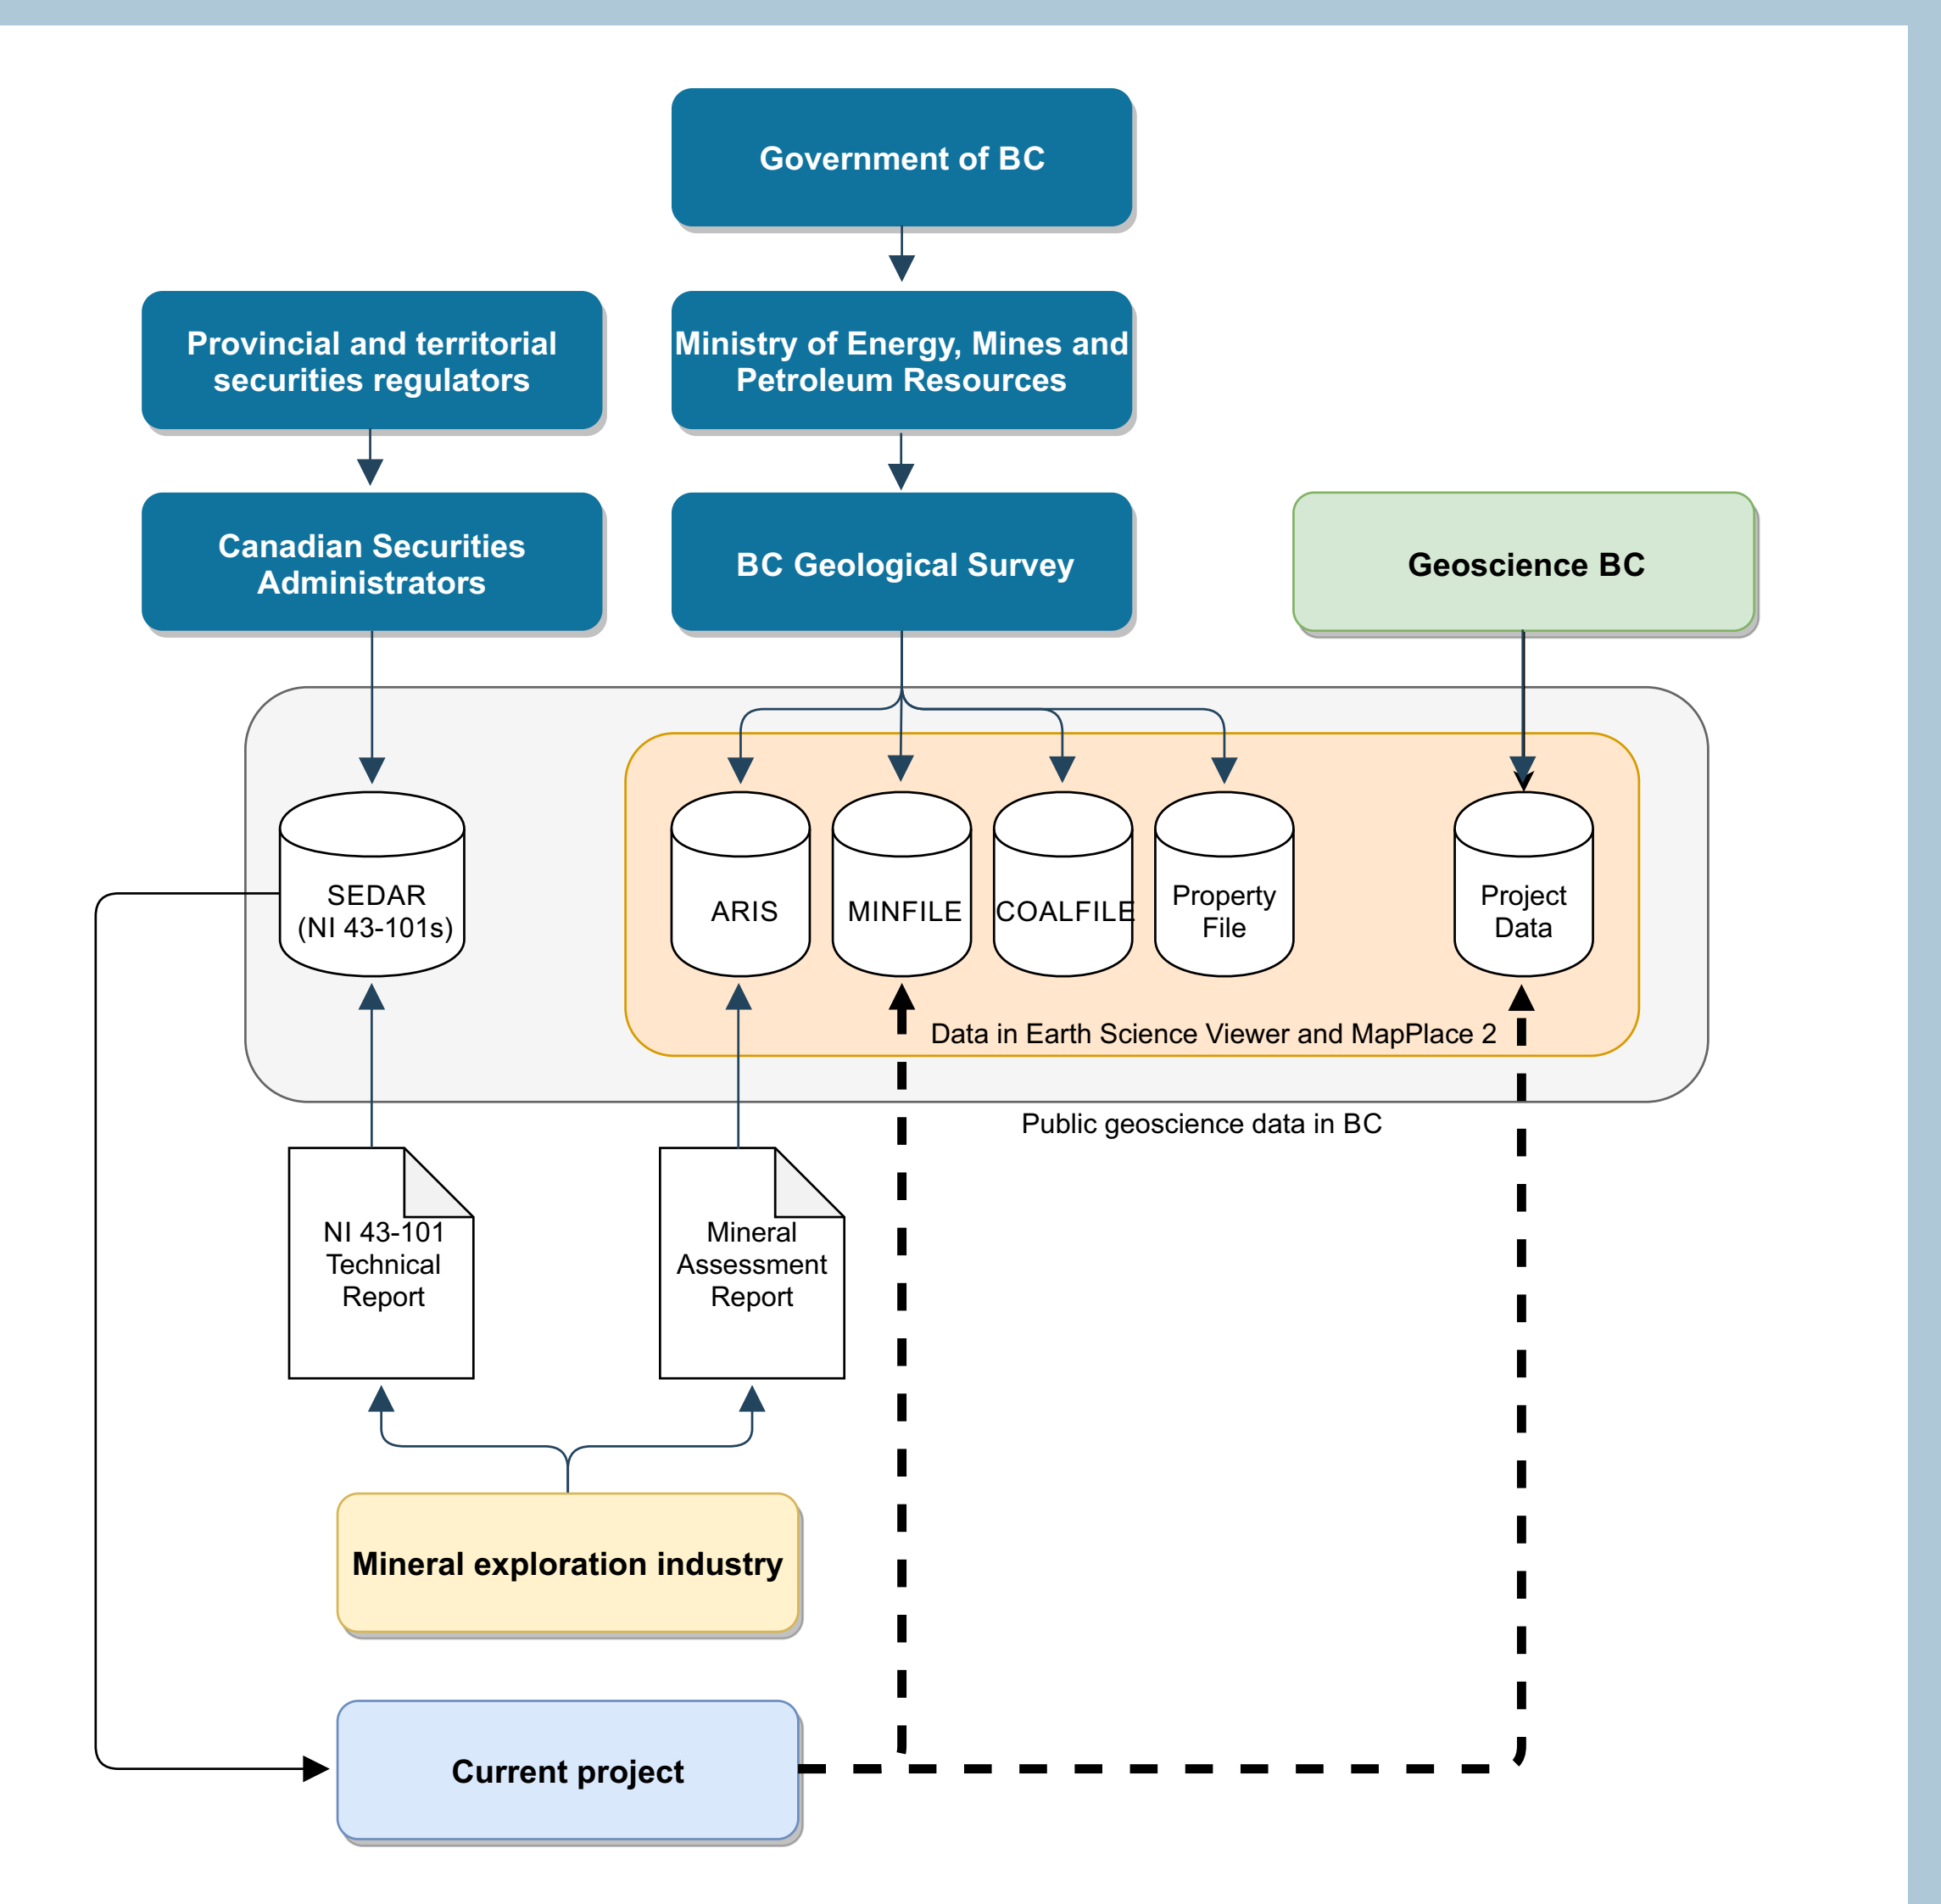 Government of BC
Provincial and territorial
securities regulators
Ministry of Energy, Mines and
Petroleum Resources
Canadian Securities
Administrators
BC Geological Survey
Geoscience BC
SEDAR
(NI 43-101s)
ARIS
MINFILE
COALFILE
Property
File
Project
Data
Data in Earth Science Viewer and MapPlace 2
Public geoscience data in BC
NI 43-101
Technical
Report
Mineral
Assessment
Report
Mineral exploration industry
Current project